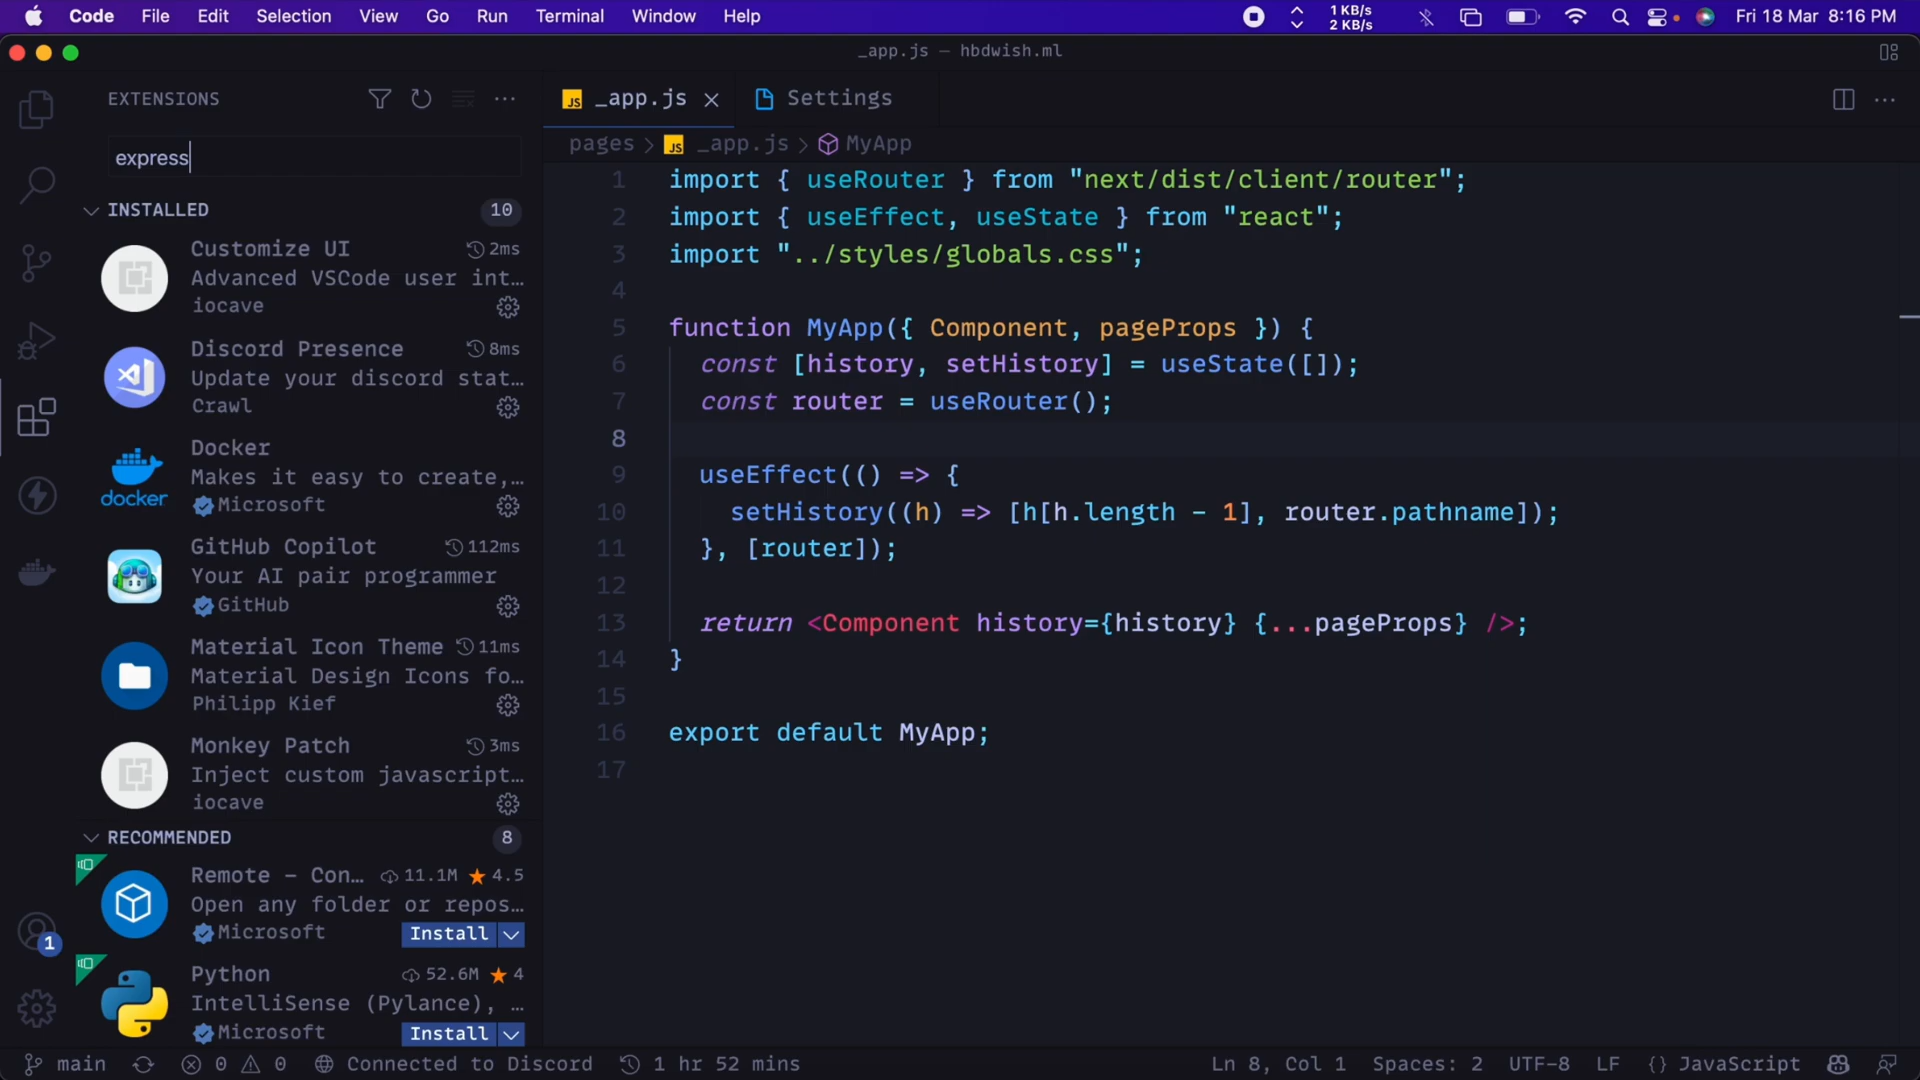 Code File Edit Selection View Go Run Terminal Window Help 1 KB/s 2 KB/s Fri 18 Mar 8:16 PM
_app.js — hbdwish.ml
EXTENSIONS
express
INSTALLED 10
Customize UI 2ms
Advanced VSCode user int...
iocave
Discord Presence 8ms
Update your discord stat...
Crawl
docker
Docker
Makes it easy to create,...
Microsoft
GitHub Copilot 112ms
Your AI pair programmer
GitHub
Material Icon Theme 11ms
Material Design Icons fo...
Philipp Kief
Monkey Patch 3ms
Inject custom javascript...
iocave
RECOMMENDED 8
Remote - Con... 11.1M 4.5
Open any folder or repos...
Microsoft Install
Python 52.6M 4
IntelliSense (Pylance), ...
Microsoft Install
1
JS _app.js Settings
pages > JS _app.js > MyApp
1 import { useRouter } from "next/dist/client/router";
2 import { useEffect, useState } from "react";
3 import "../styles/globals.css";
4
5 function MyApp({ Component, pageProps }) {
6 const [history, setHistory] = useState([]);
7 const router = useRouter();
8
9 useEffect(() => {
10 setHistory((h) => [h[h.length - 1], router.pathname]);
11 }, [router]);
12
13 return <Component history={history} {...pageProps} />;
14 }
15
16 export default MyApp;
17
main 0 0 Connected to Discord 1 hr 52 mins Ln 8, Col 1 Spaces: 2 UTF-8 LF {} JavaScript